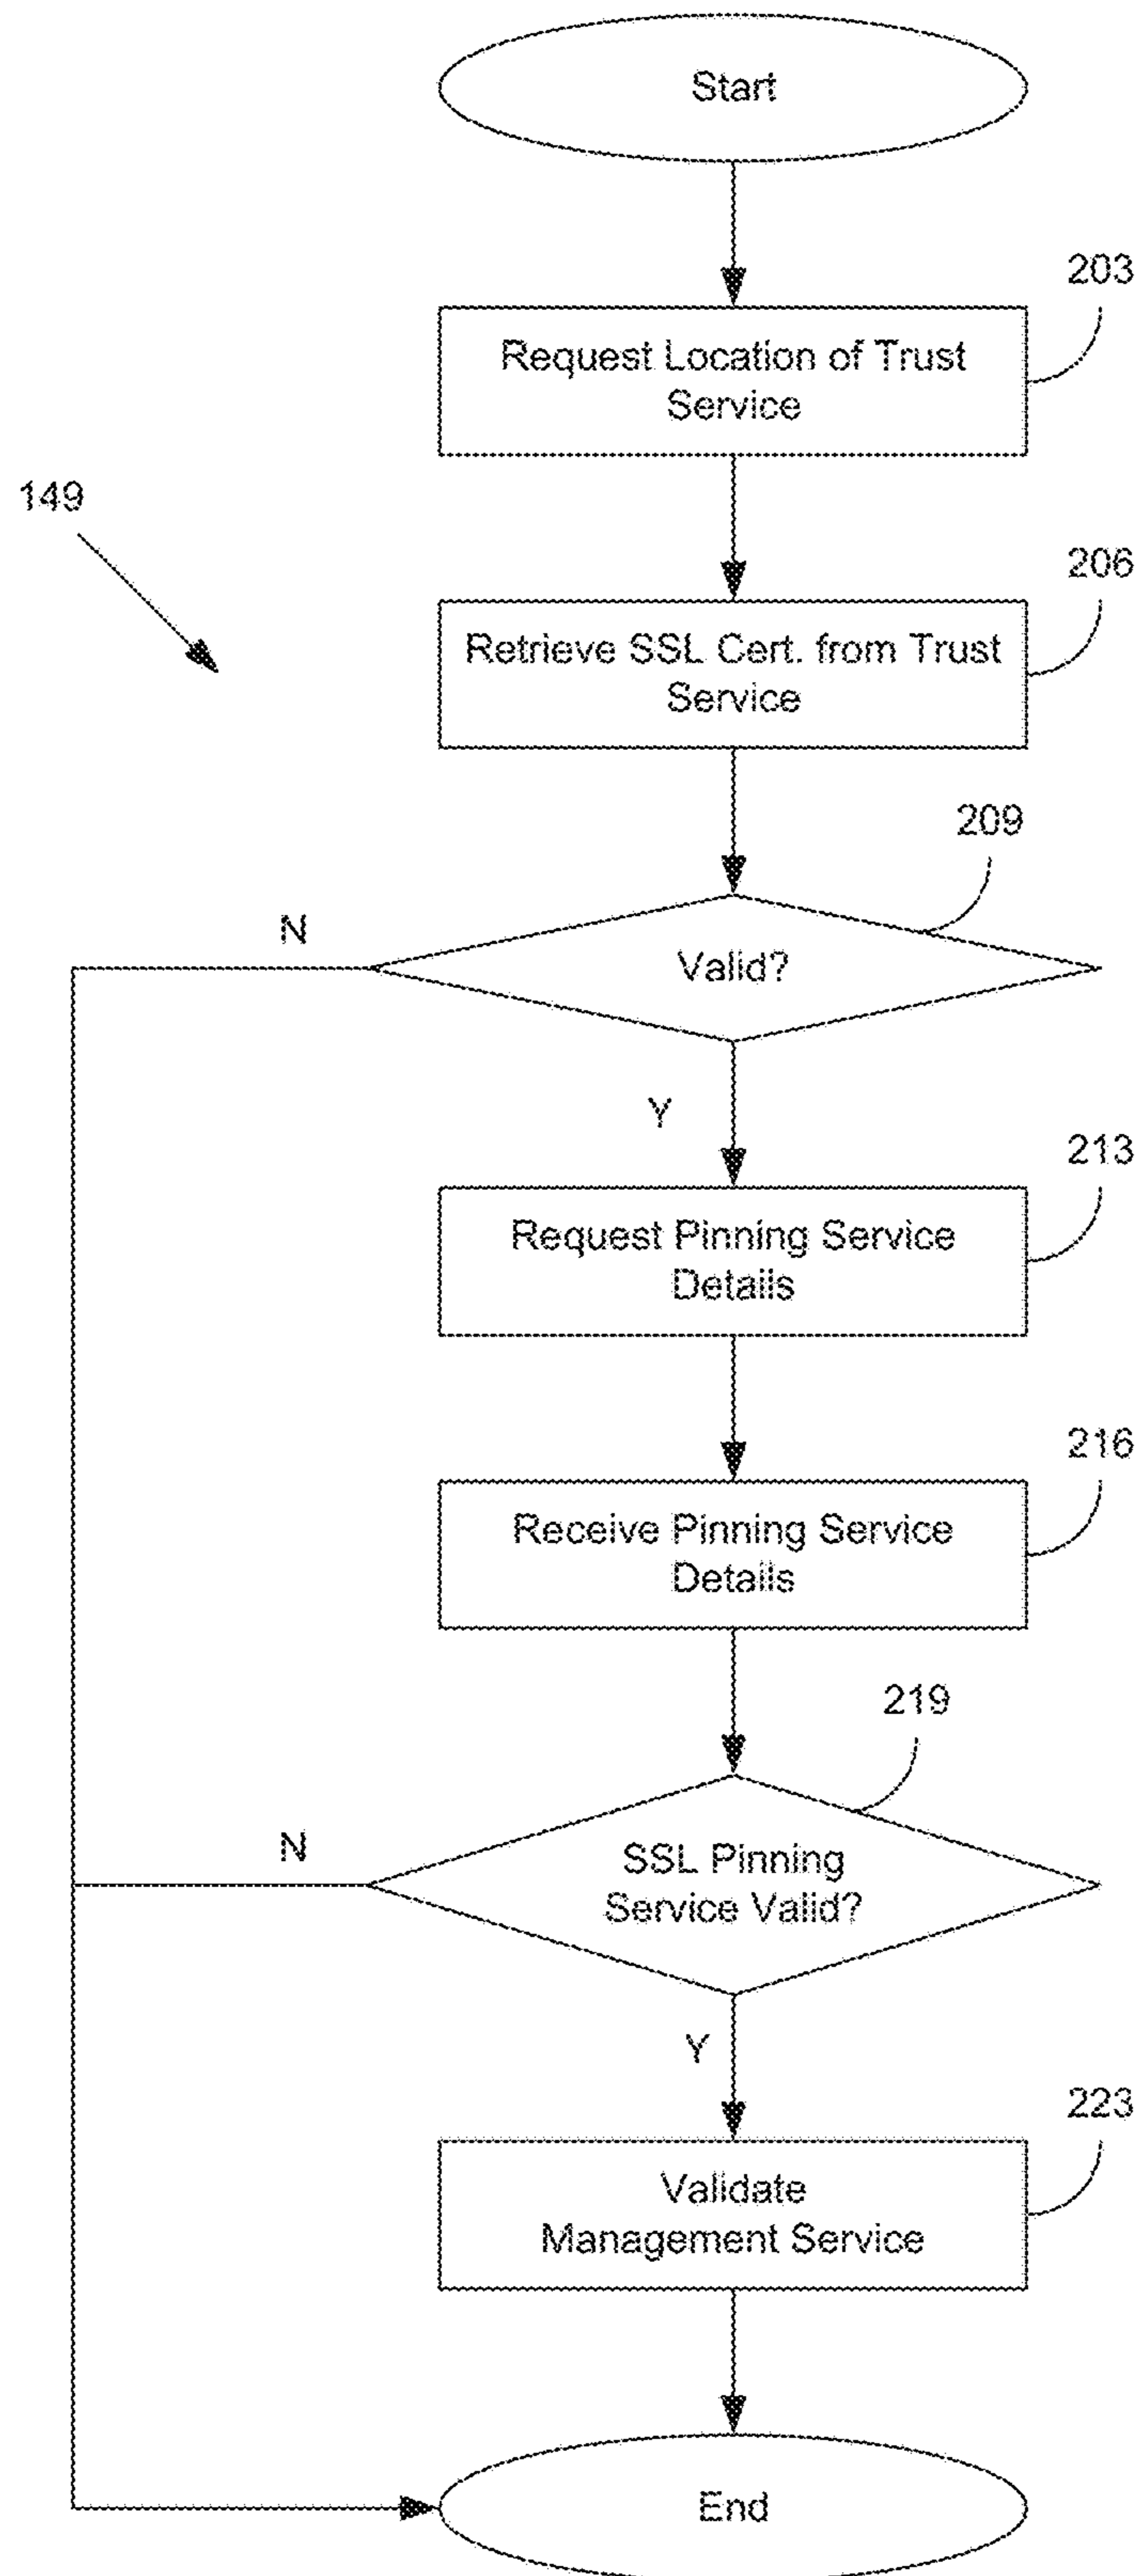 Start
203
Request Location of Trust
Service
149
206
Retrieve SSL Cert. from Trust
Service
209
N
Valid?
Y
213
Request Pinning Service
Details
216
Receive Pinning Service
Details
219
N
SSL Pinning
Service Valid?
Y
223
Validate
Management Service
End